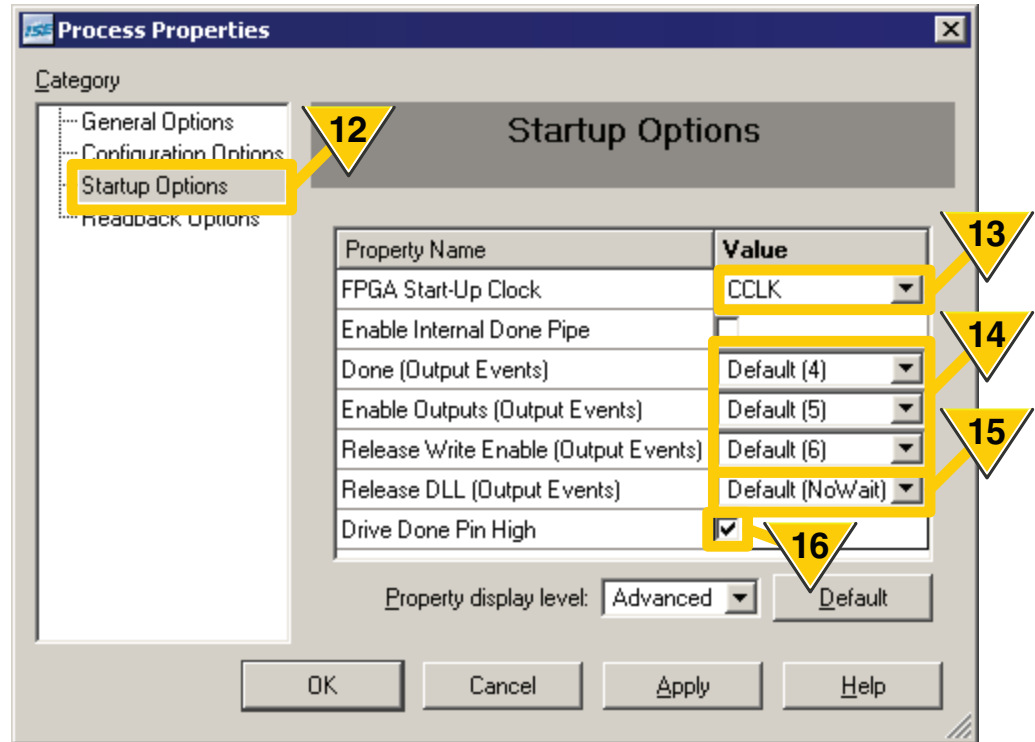 ISE Process Properties
Category
General Options
Configuration Options
Startup Options
Readback Options
12
Startup Options
Property Name Value
FPGA Start-Up Clock CCLK
13
Enable Internal Done Pipe
Done (Output Events) Default (4)
14
Enable Outputs (Output Events) Default (5)
Release Write Enable (Output Events) Default (6)
15
Release DLL (Output Events) Default (NoWait)
Drive Done Pin High
16
Property display level: Advanced Default
OK Cancel Apply Help